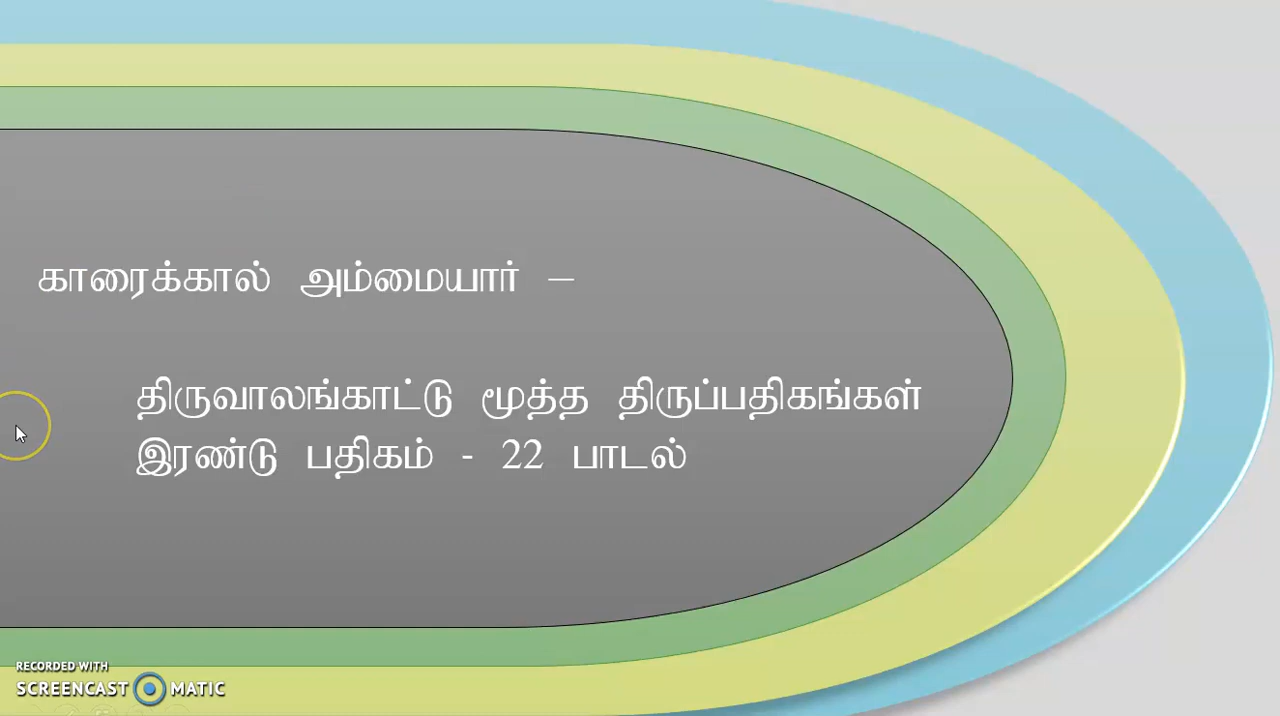 காரைக்கால் அம்மையார் –
திருவாலங்காட்டு மூத்த திருப்பதிகங்கள்
இரண்டு பதிகம் - 22 பாடல்
RECORDED WITH
SCREENCAST MATIC